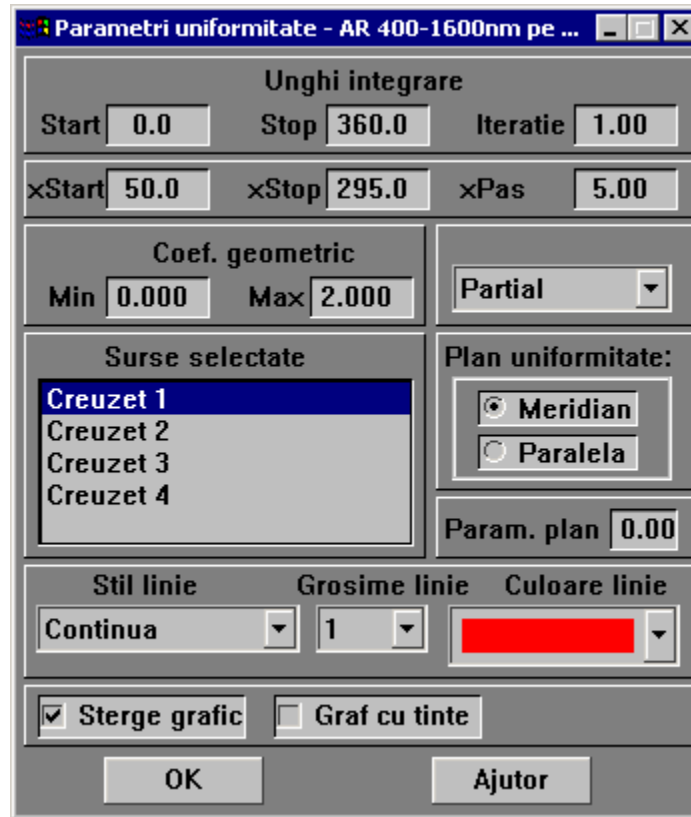 Parametri uniformitate - AR 400-1600nm pe ...
Unghi integrare
Start 0.0 Stop 360.0 Iteratie 1.00
xStart 50.0 xStop 295.0 xPas 5.00
Coef. geometric
Min 0.000 Max 2.000
Partial
Surse selectate
Creuzet 1
Creuzet 2
Creuzet 3
Creuzet 4
Plan uniformitate:
Meridian
Paralela
Param. plan 0.00
Stil linie Grosime linie Culoare linie
Continua 1
Sterge grafic Graf cu tinte
OK Ajutor